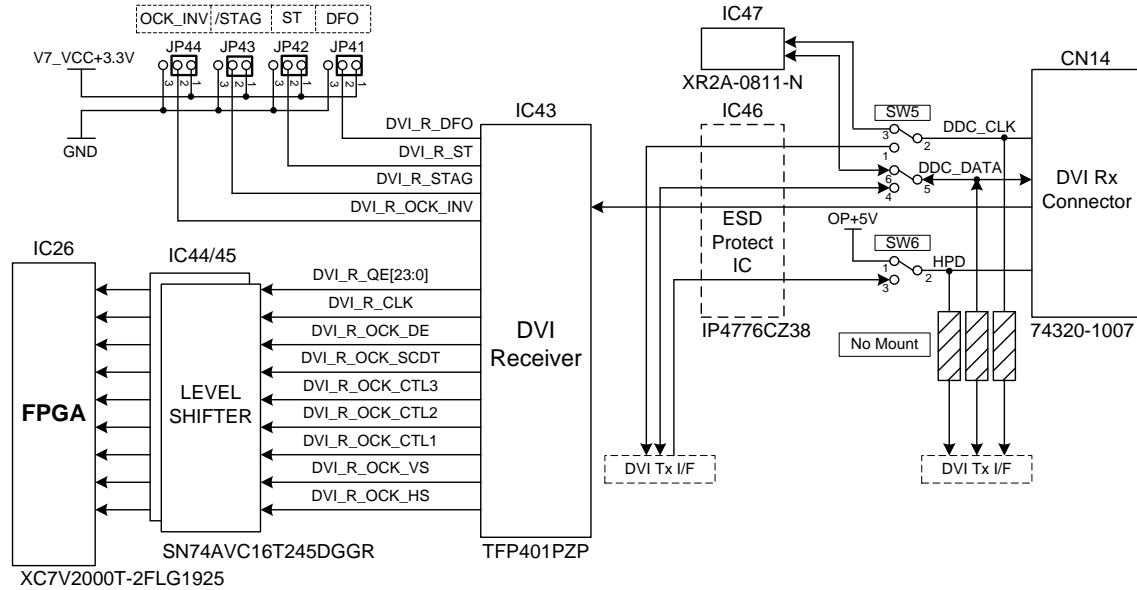 OCK_INV /STAG ST DFO
JP44 JP43 JP42 JP41
V7_VCC+3.3V
3 2 1 3 2 1 3 2 1 3 2 1
GND
DVI_R_DFO
DVI_R_ST
DVI_R_STAG
DVI_R_OCK_INV
IC26
IC44/45
IC43
DVI_R_QE[23:0]
DVI_R_CLK
DVI_R_OCK_DE
DVI_R_OCK_SCDT
DVI_R_OCK_CTL3
DVI_R_OCK_CTL2
DVI_R_OCK_CTL1
DVI_R_OCK_VS
DVI_R_OCK_HS
FPGA
LEVEL
SHIFTER
DVI
Receiver
SN74AVC16T245DGGR
TFP401PZP
XC7V2000T-2FLG1925
IC47
XR2A-0811-N
IC46
ESD
Protect
IC
IP4776CZ38
SW5
3
2
1
DDC_CLK
6
5
4
DDC_DATA
OP+5V
SW6
1
2
3
HPD
CN14
DVI Rx
Connector
74320-1007
No Mount
DVI Tx I/F
DVI Tx I/F